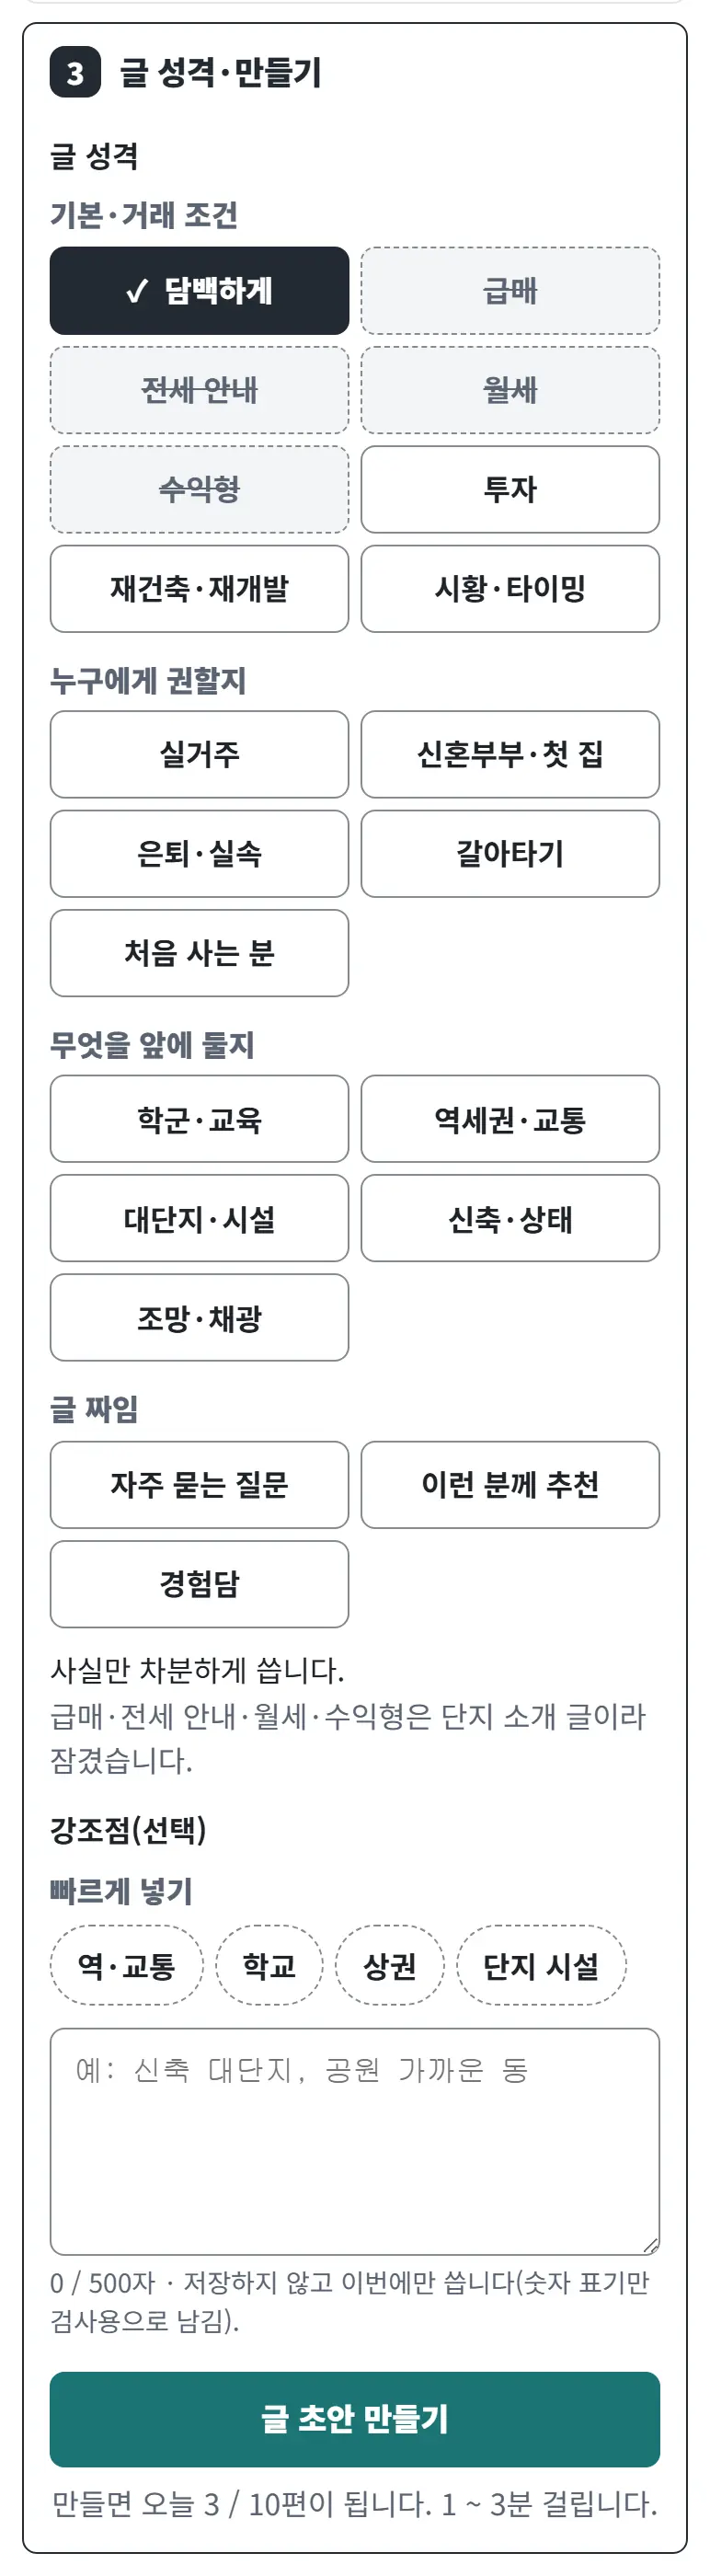 3 글 성격·만들기
글 성격
기본·거래 조건
✓ 담백하게
급매
전세 안내
월세
수익형
투자
재건축·재개발
시황·타이밍
누구에게 권할지
실거주
신혼부부·첫 집
은퇴·실속
갈아타기
처음 사는 분
무엇을 앞에 둘지
학군·교육
역세권·교통
대단지·시설
신축·상태
조망·채광
글 짜임
자주 묻는 질문
이런 분께 추천
경험담
사실만 차분하게 씁니다.
급매·전세 안내·월세·수익형은 단지 소개 글이라
잠겼습니다.
강조점(선택)
빠르게 넣기
역·교통
학교
상권
단지 시설
예: 신축 대단지, 공원 가까운 동
0 / 500자 · 저장하지 않고 이번에만 씁니다(숫자 표기만
검사용으로 남김).
글 초안 만들기
만들면 오늘 3 / 10편이 됩니다. 1 ~ 3분 걸립니다.